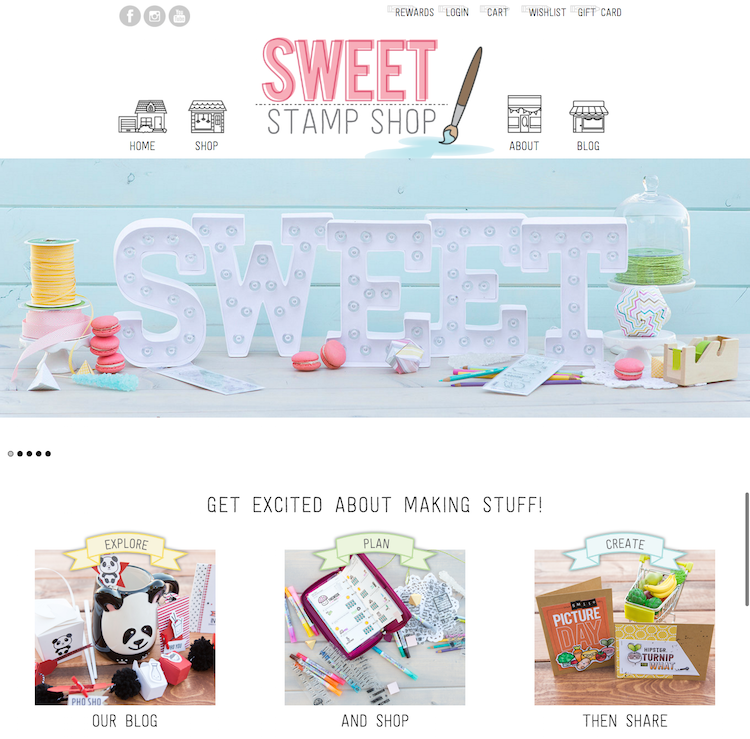 REWARDS LOGIN CART WISHLIST GIFT CARD
SWEET
STAMP SHOP
HOME SHOP ABOUT BLOG
SWEET
GET EXCITED ABOUT MAKING STUFF!
EXPLORE PLAN CREATE
PICTURE
DAY
HIPSTER
TURNIP
WHAT
PHO SHO
OUR BLOG AND SHOP THEN SHARE